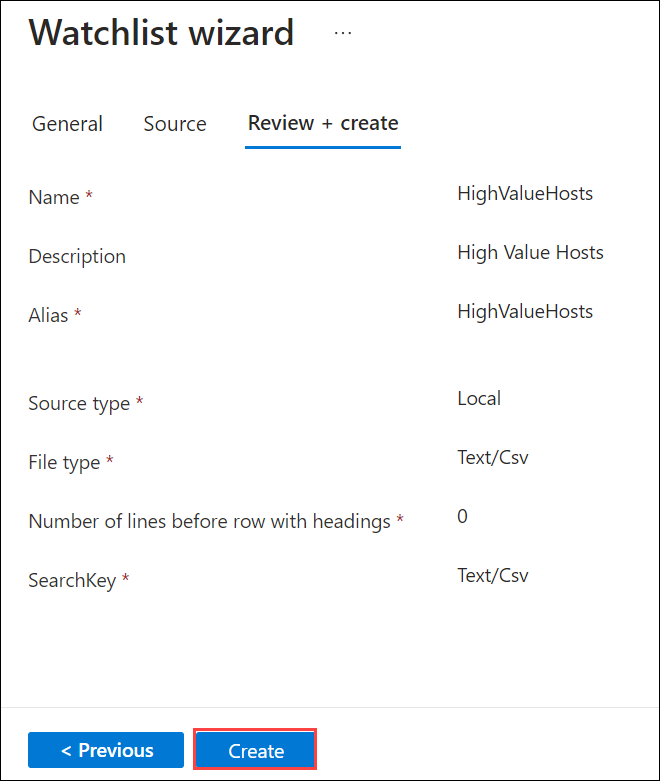 Watchlist wizard ...
General Source Review + create
Name * HighValueHosts
Description High Value Hosts
Alias * HighValueHosts
Source type * Local
File type * Text/Csv
Number of lines before row with headings * 0
SearchKey * Text/Csv
< Previous Create